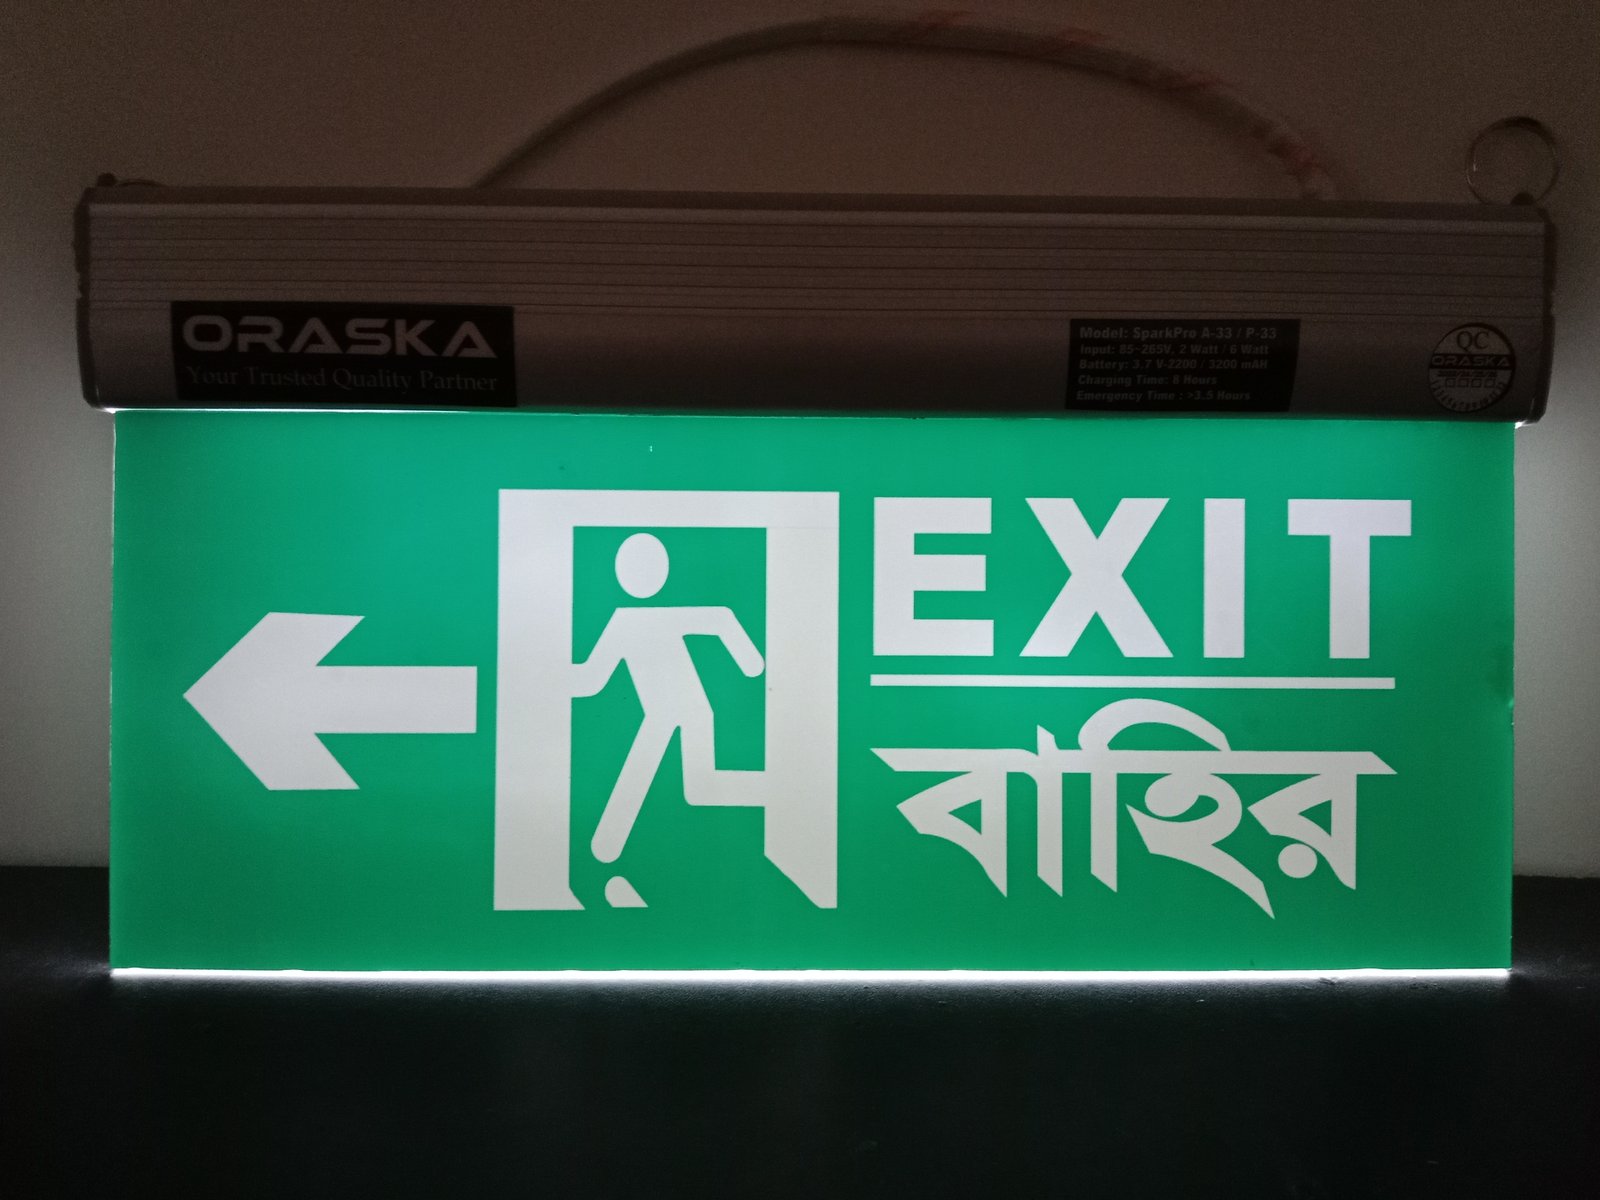 ORASKA
Your Trusted Quality Partner
Model: SparkPro A-33 / P-33
Input: 85~265V, 2 Watt / 6 Watt
Battery: 3.7 V-2200 / 3200 mAH
Charging Time: 8 Hours
Emergency Time : >3.5 Hours
QC
ORASKA
EXIT
বাহির